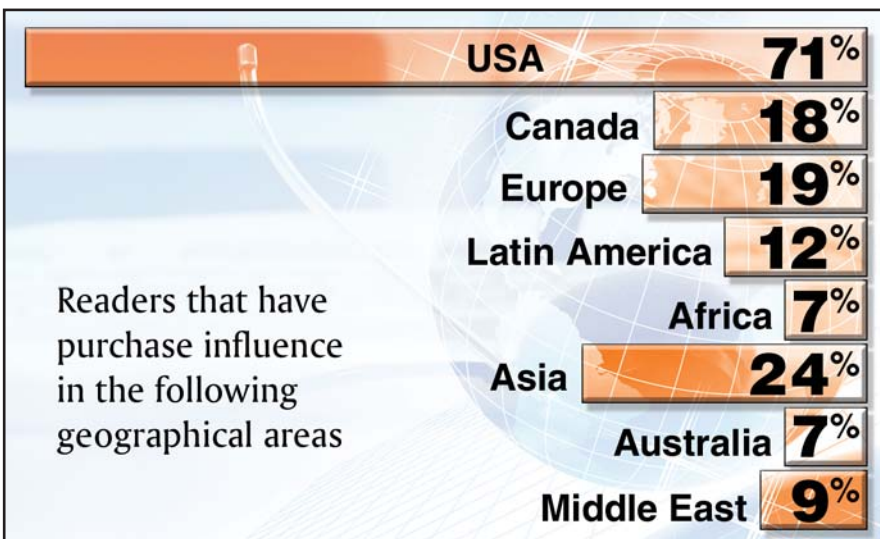 USA 71%
Canada 18%
Europe 19%
Latin America 12%
Africa 7%
Asia 24%
Australia 7%
Middle East 9%
Readers that have
purchase influence
in the following
geographical areas